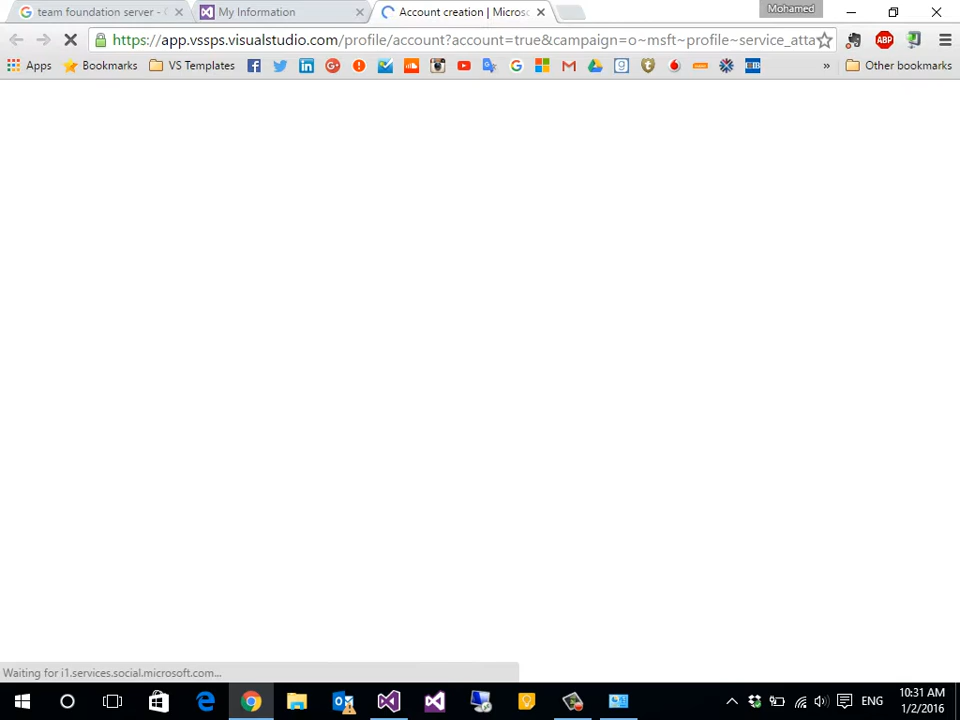 team foundation server - G
My Information
Account creation | Microso
Mohamed
https://app.vssps.visualstudio.com/profile/account?account=true&campaign=o~msft~profile~service_atta
ABP
Apps
Bookmarks
VS Templates
»
Other bookmarks
Waiting for i1.services.social.microsoft.com...
ENG
10:31 AM
1/2/2016